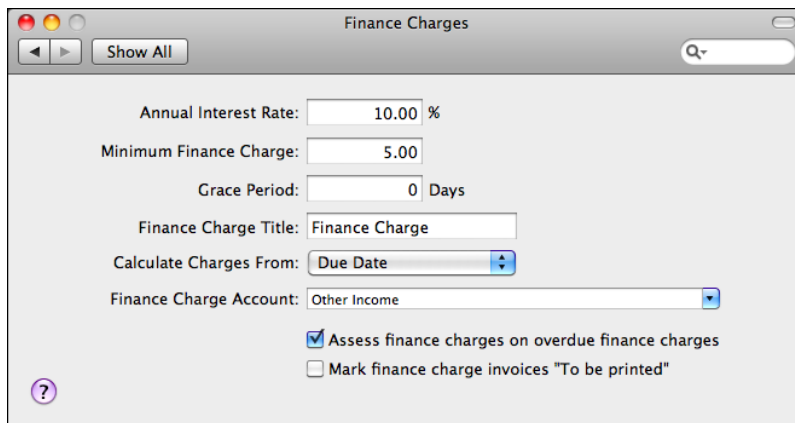 Finance Charges
Show All
Annual Interest Rate: 10.00 %
Minimum Finance Charge: 5.00
Grace Period: 0 Days
Finance Charge Title: Finance Charge
Calculate Charges From: Due Date
Finance Charge Account: Other Income
Assess finance charges on overdue finance charges
Mark finance charge invoices "To be printed"
?